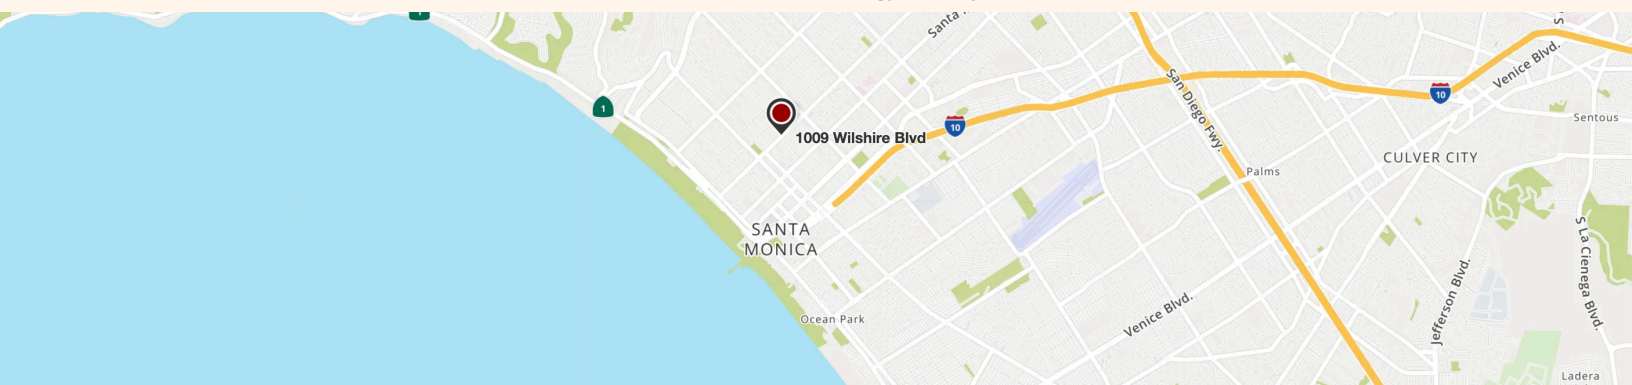 1
Santa
S
Venice Blvd.
San Diego Fwy.
10
1
1009 Wilshire Blvd
10
Sentous
CULVER CITY
Palms
SANTA
MONICA
S La Cienega Blvd.
Jefferson Blvd.
Venice Blvd.
Ocean Park
Ladera